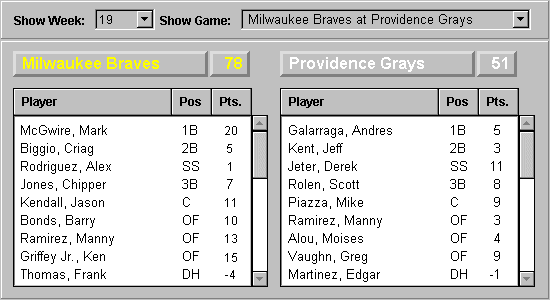 Show Week: 19 Show Game: Milwaukee Braves at Providence Grays
Milwaukee Braves 78 Providence Grays 51
Player Pos Pts. Player Pos Pts.
McGwire, Mark 1B 20 Galarraga, Andres 1B 5
Biggio, Criag 2B 5 Kent, Jeff 2B 3
Rodriguez, Alex SS 1 Jeter, Derek SS 11
Jones, Chipper 3B 7 Rolen, Scott 3B 8
Kendall, Jason C 11 Piazza, Mike C 9
Bonds, Barry OF 10 Ramirez, Manny OF 3
Ramirez, Manny OF 13 Alou, Moises OF 4
Griffey Jr., Ken OF 15 Vaughn, Greg OF 9
Thomas, Frank DH -4 Martinez, Edgar DH -1